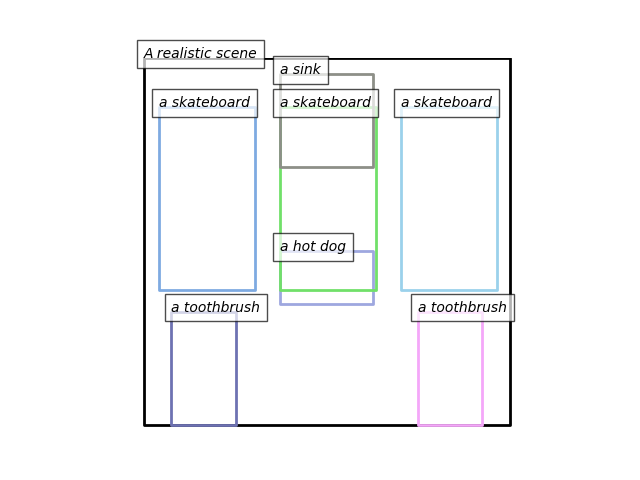 A realistic scene
a sink
a skateboard
a skateboard
a skateboard
a hot dog
a toothbrush
a toothbrush